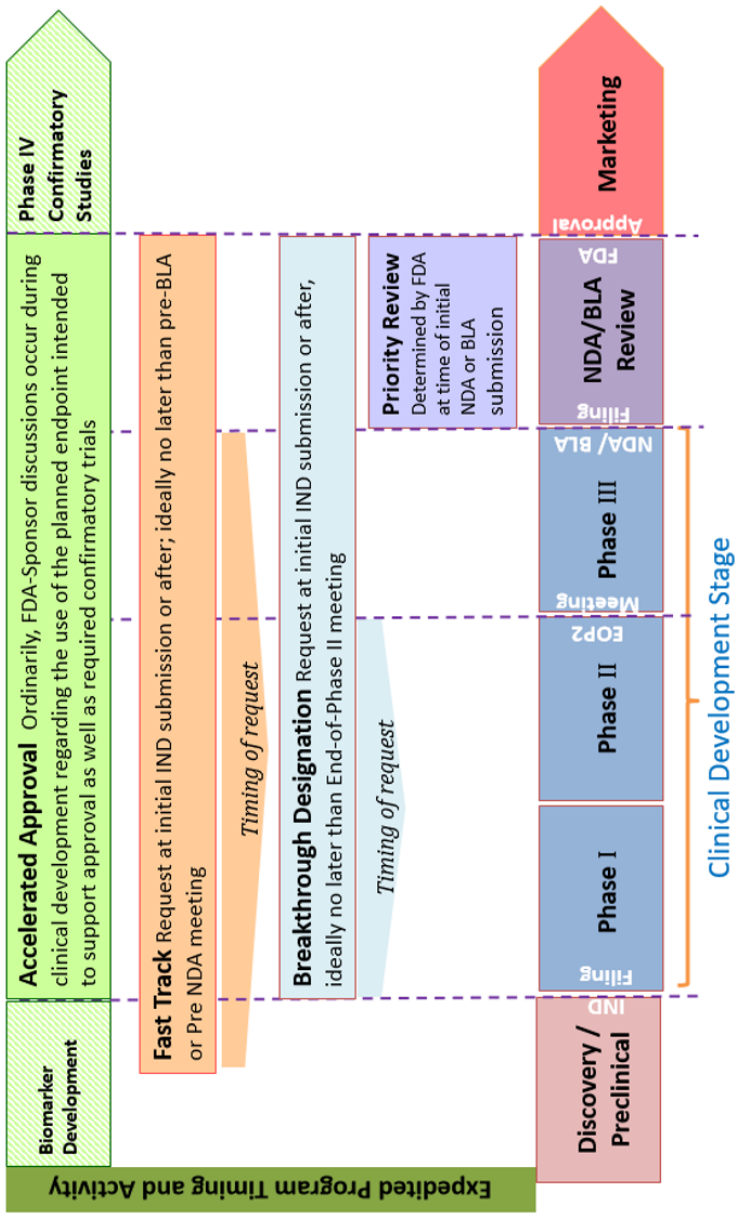 Expedited Program Timing and Activity
Biomarker
Development
Accelerated Approval Ordinarily, FDA-Sponsor discussions occur during
clinical development regarding the use of the planned endpoint intended
to support approval as well as required confirmatory trials
Phase IV
Confirmatory
Studies
Fast Track Request at initial IND submission or after; ideally no later than pre-BLA
or Pre NDA meeting
Timing of request
Breakthrough Designation Request at initial IND submission or after,
ideally no later than End-of-Phase II meeting
Timing of request
Priority Review
Determined by FDA
at time of initial
NDA or BLA
submission
Discovery /
Preclinical
IND
Filing
Phase I
Phase II
EOP2
Meeting
Phase III
NDA/ BLA
Filing
NDA/BLA
Review
FDA
Approval
Marketing
Clinical Development Stage